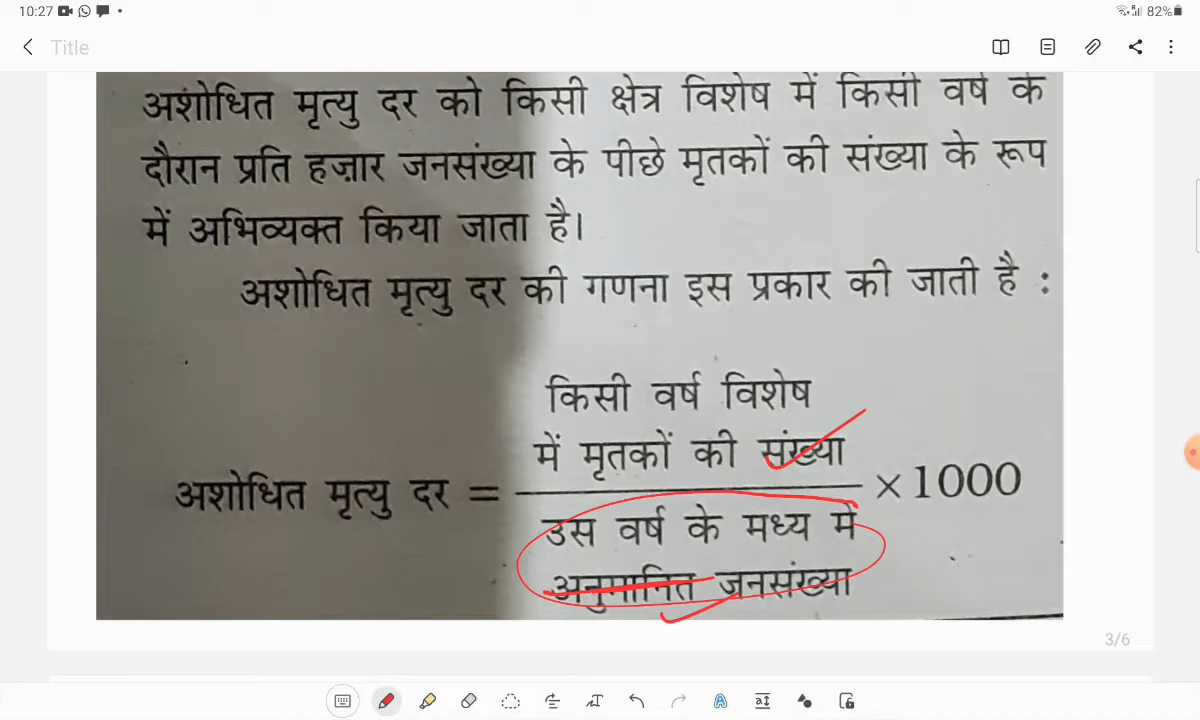 10:27 82%
Title
अशोधित मृत्यु दर को किसी क्षेत्र विशेष में किसी वर्ष के
दौरान प्रति हज़ार जनसंख्या के पीछे मृतकों की संख्या के रूप
में अभिव्यक्त किया जाता है।
अशोधित मृत्यु दर की गणना इस प्रकार की जाती है :
किसी वर्ष विशेष
में मृतकों की संख्या
अशोधित मृत्यु दर = ×1000
उस वर्ष के मध्य में
अनुमानित जनसंख्या
3/6